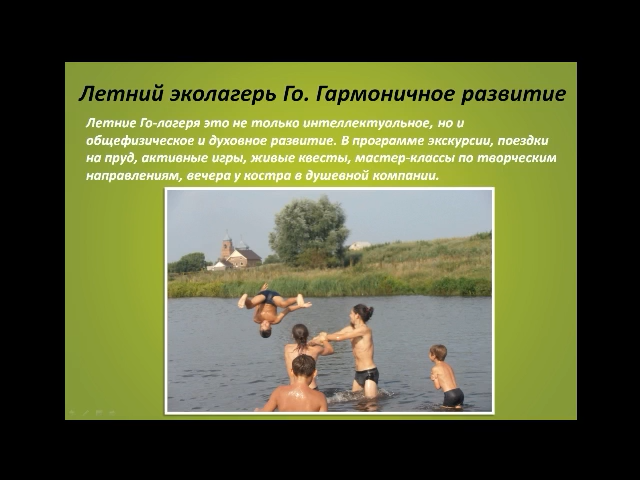 Летний эколагерь Го. Гармоничное развитие
Летние Го-лагеря это не только интеллектуальное, но и
общефизическое и духовное развитие. В программе экскурсии, поездки
на пруд, активные игры, живые квесты, мастер-классы по творческим
направлениям, вечера у костра в душевной компании.